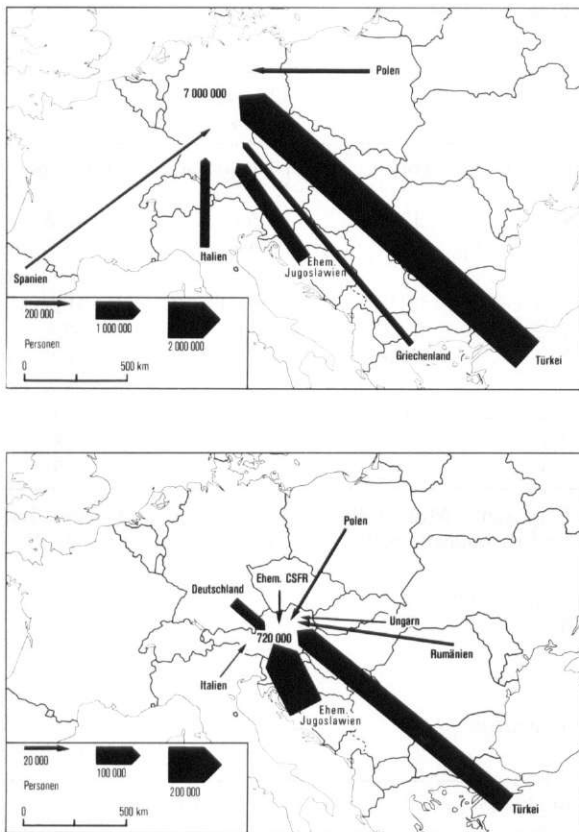 Polen
7 000 000
Italien
Ehem.
Jugoslawien
Spanien
Griechenland
Türkei
200 000
1 000 000
2 000 000
Personen
0
500 km
Polen
Deutschland
Ehem. CSFR
Ungarn
720 000
Rumänien
Italien
Ehem.
Jugoslawien
Türkei
20 000
100 000
200 000
Personen
0
500 km